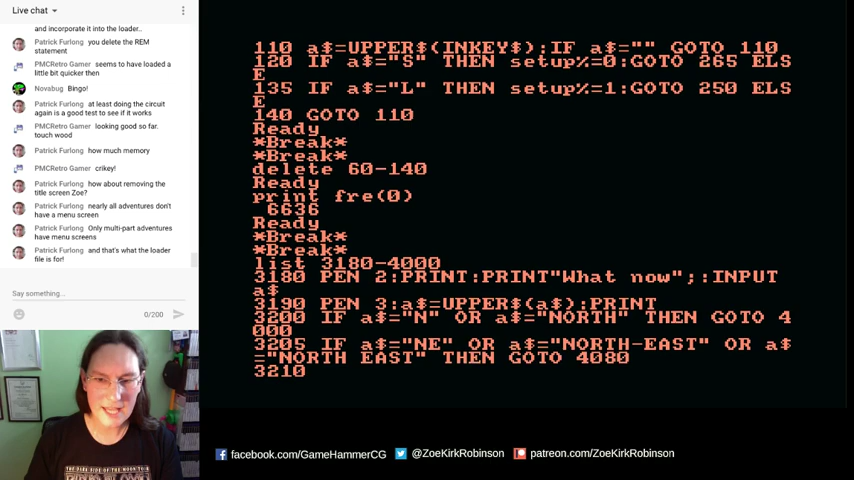 Live chat
and incorporate it into the loader..
Patrick Furlong you delete the REM
statement
PMCRetro Gamer seems to have loaded a
little bit quicker then
Novabug Bingo!
Patrick Furlong at least doing the circuit
again is a good test to see if it works
PMCRetro Gamer looking good so far.
touch wood
Patrick Furlong how much memory
PMCRetro Gamer crikey!
Patrick Furlong how about removing the
title screen Zoe?
Patrick Furlong nearly all adventures don't
have a menu screen
Patrick Furlong Only multi-part adventures
have menu screens
Patrick Furlong and that's what the loader
file is for!
Say something...
0/200
110 a$=UPPER$(INKEY$):IF a$="" GOTO 110
120 IF a$="S" THEN setup%=0:GOTO 265 ELS
E
135 IF a$="L" THEN setup%=1:GOTO 250 ELS
E
140 GOTO 110
Ready
*Break*
*Break*
delete 60-140
Ready
print fre(0)
6636
Ready
*Break*
*Break*
list 3180-4000
3180 PEN 2:PRINT:PRINT"What now";:INPUT
a$
3190 PEN 3:a$=UPPER$(a$):PRINT
3200 IF a$="N" OR a$="NORTH" THEN GOTO 4
000
3205 IF a$="NE" OR a$="NORTH-EAST" OR a$
="NORTH EAST" THEN GOTO 4080
3210
THE DARK SIDE OF THE MOON TOUR
facebook.com/GameHammerCG @ZoeKirkRobinson patreon.com/ZoeKirkRobinson